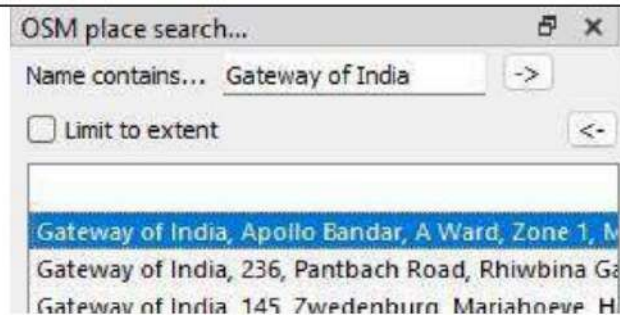 OSM place search...
Name contains... Gateway of India ->
Limit to extent <-
Gateway of India, Apollo Bandar, A Ward, Zone 1, M
Gateway of India, 236, Pantbach Road, Rhiwbina Ga
Gateway of India, 145, Zwedenburg, Mariahoeve, H